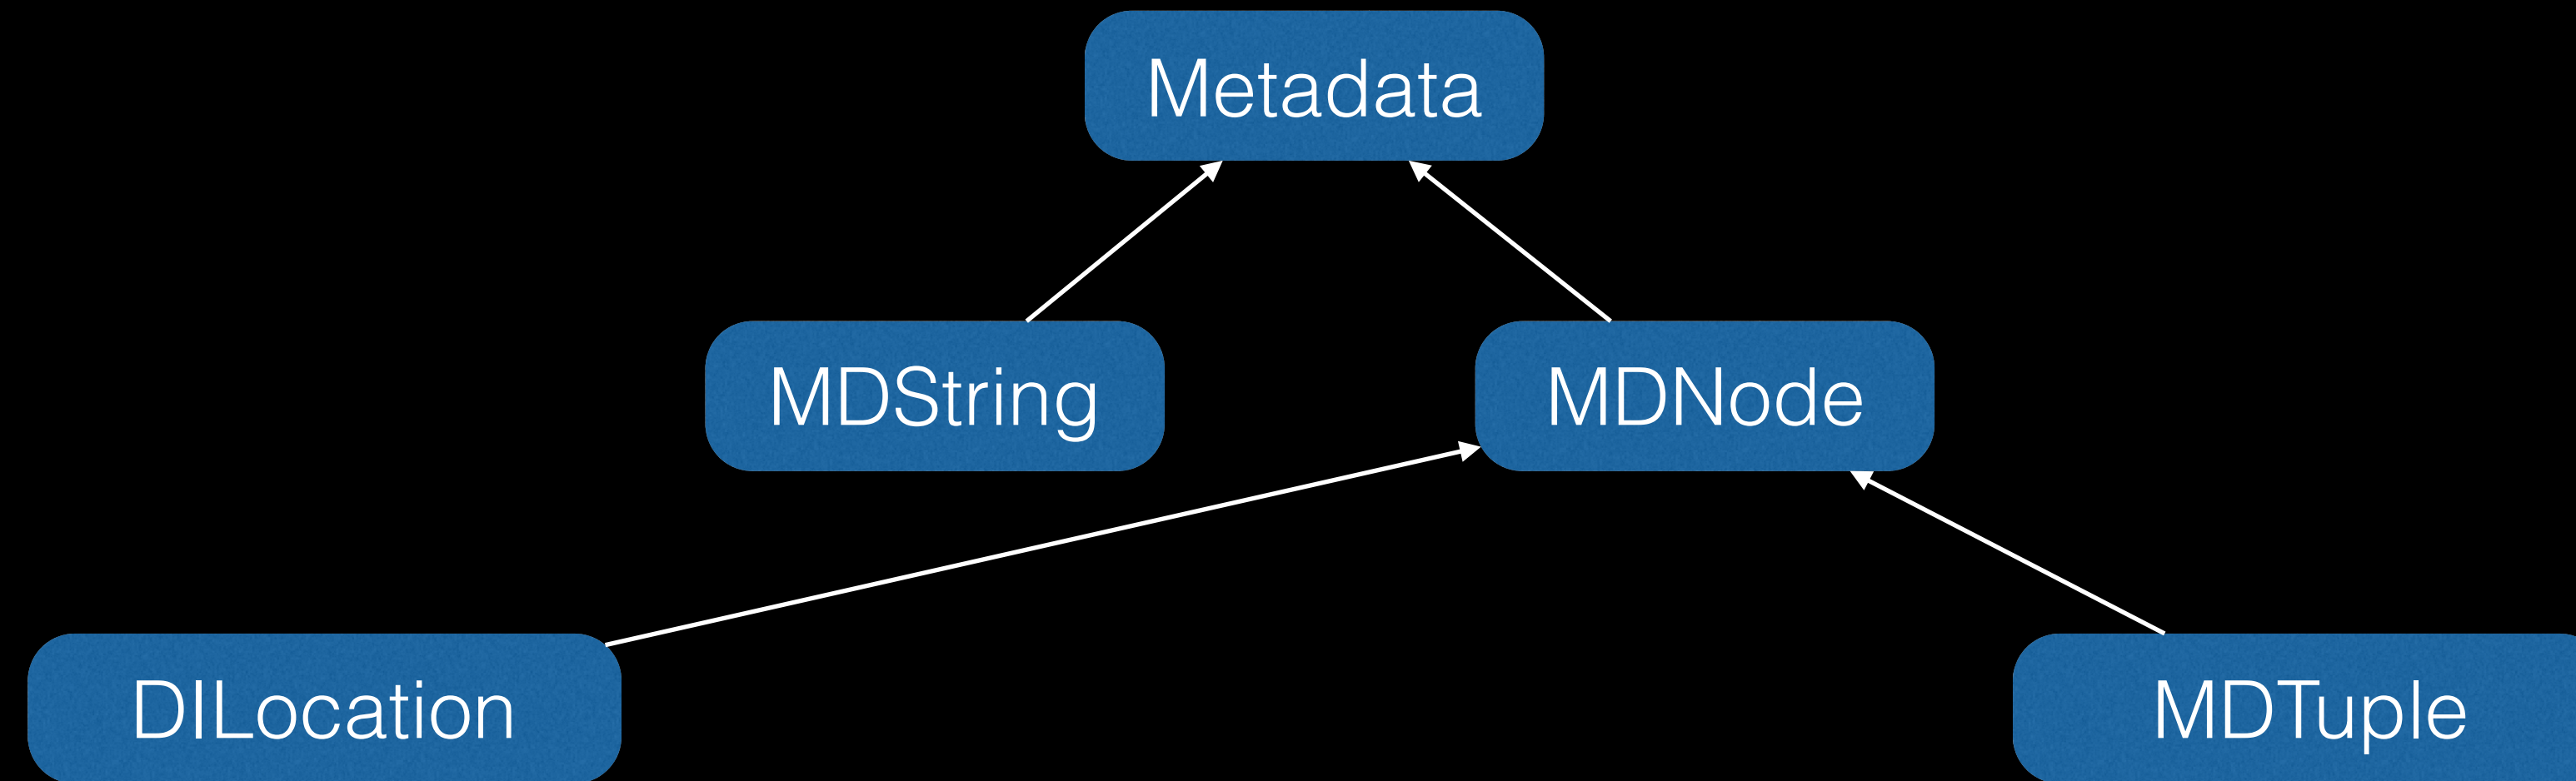 Metadata
MDString
MDNode
DILocation
MDTuple